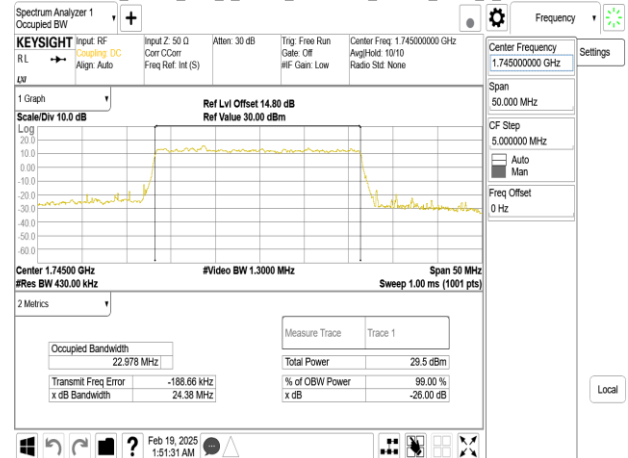 Spectrum Analyzer 1
Occupied BW
Frequency
KEYSIGHT
RL
LXI
Input: RF
Coupling: DC
Align: Auto
Input Z: 50 Ω
Corr CCorr
Freq Ref: Int (S)
Atten: 30 dB
Trig: Free Run
Gate: Off
#IF Gain: Low
Center Freq: 1.745000000 GHz
Avg|Hold: 10/10
Radio Std: None
Center Frequency
1.745000000 GHz
Settings
Span
50.000 MHz
CF Step
5.000000 MHz
Auto
Man
Freq Offset
0 Hz
Local
1 Graph
Scale/Div 10.0 dB
Ref Lvl Offset 14.80 dB
Ref Value 30.00 dBm
Log
20.0
10.0
0.00
-10.0
-20.0
-30.0
-40.0
-50.0
-60.0
Center 1.74500 GHz
#Video BW 1.3000 MHz
Span 50 MHz
#Res BW 430.00 kHz
Sweep 1.00 ms (1001 pts)
2 Metrics
Measure Trace Trace 1
Occupied Bandwidth
22.978 MHz
Total Power 29.5 dBm
Transmit Freq Error -188.66 kHz
% of OBW Power 99.00 %
x dB Bandwidth 24.38 MHz
x dB -26.00 dB
?
Feb 19, 2025
1:51:31 AM